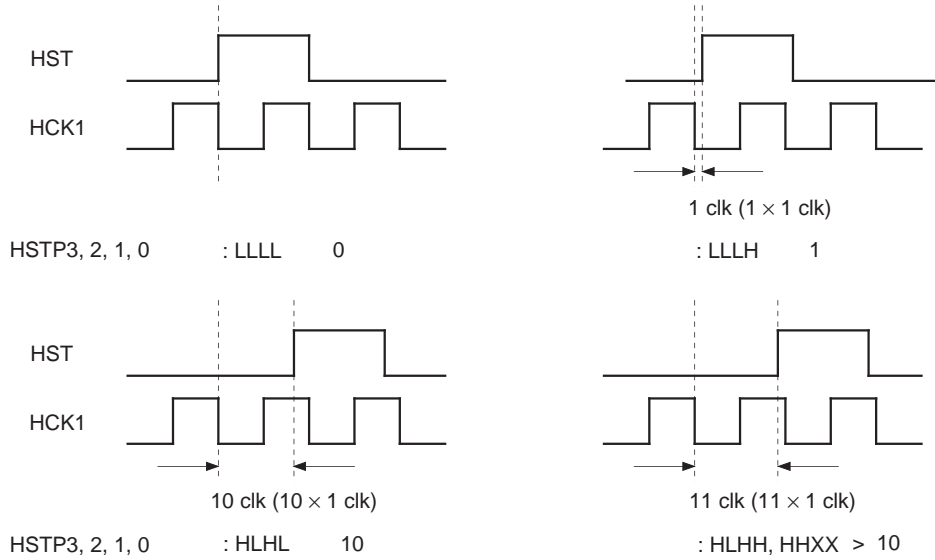 HST
HCK1
1 clk (1 × 1 clk)
HSTP3, 2, 1, 0 : LLLL 0 : LLLH 1
HST
HCK1
10 clk (10 × 1 clk) 11 clk (11 × 1 clk)
HSTP3, 2, 1, 0 : HLHL 10 : HLHH, HHXX > 10